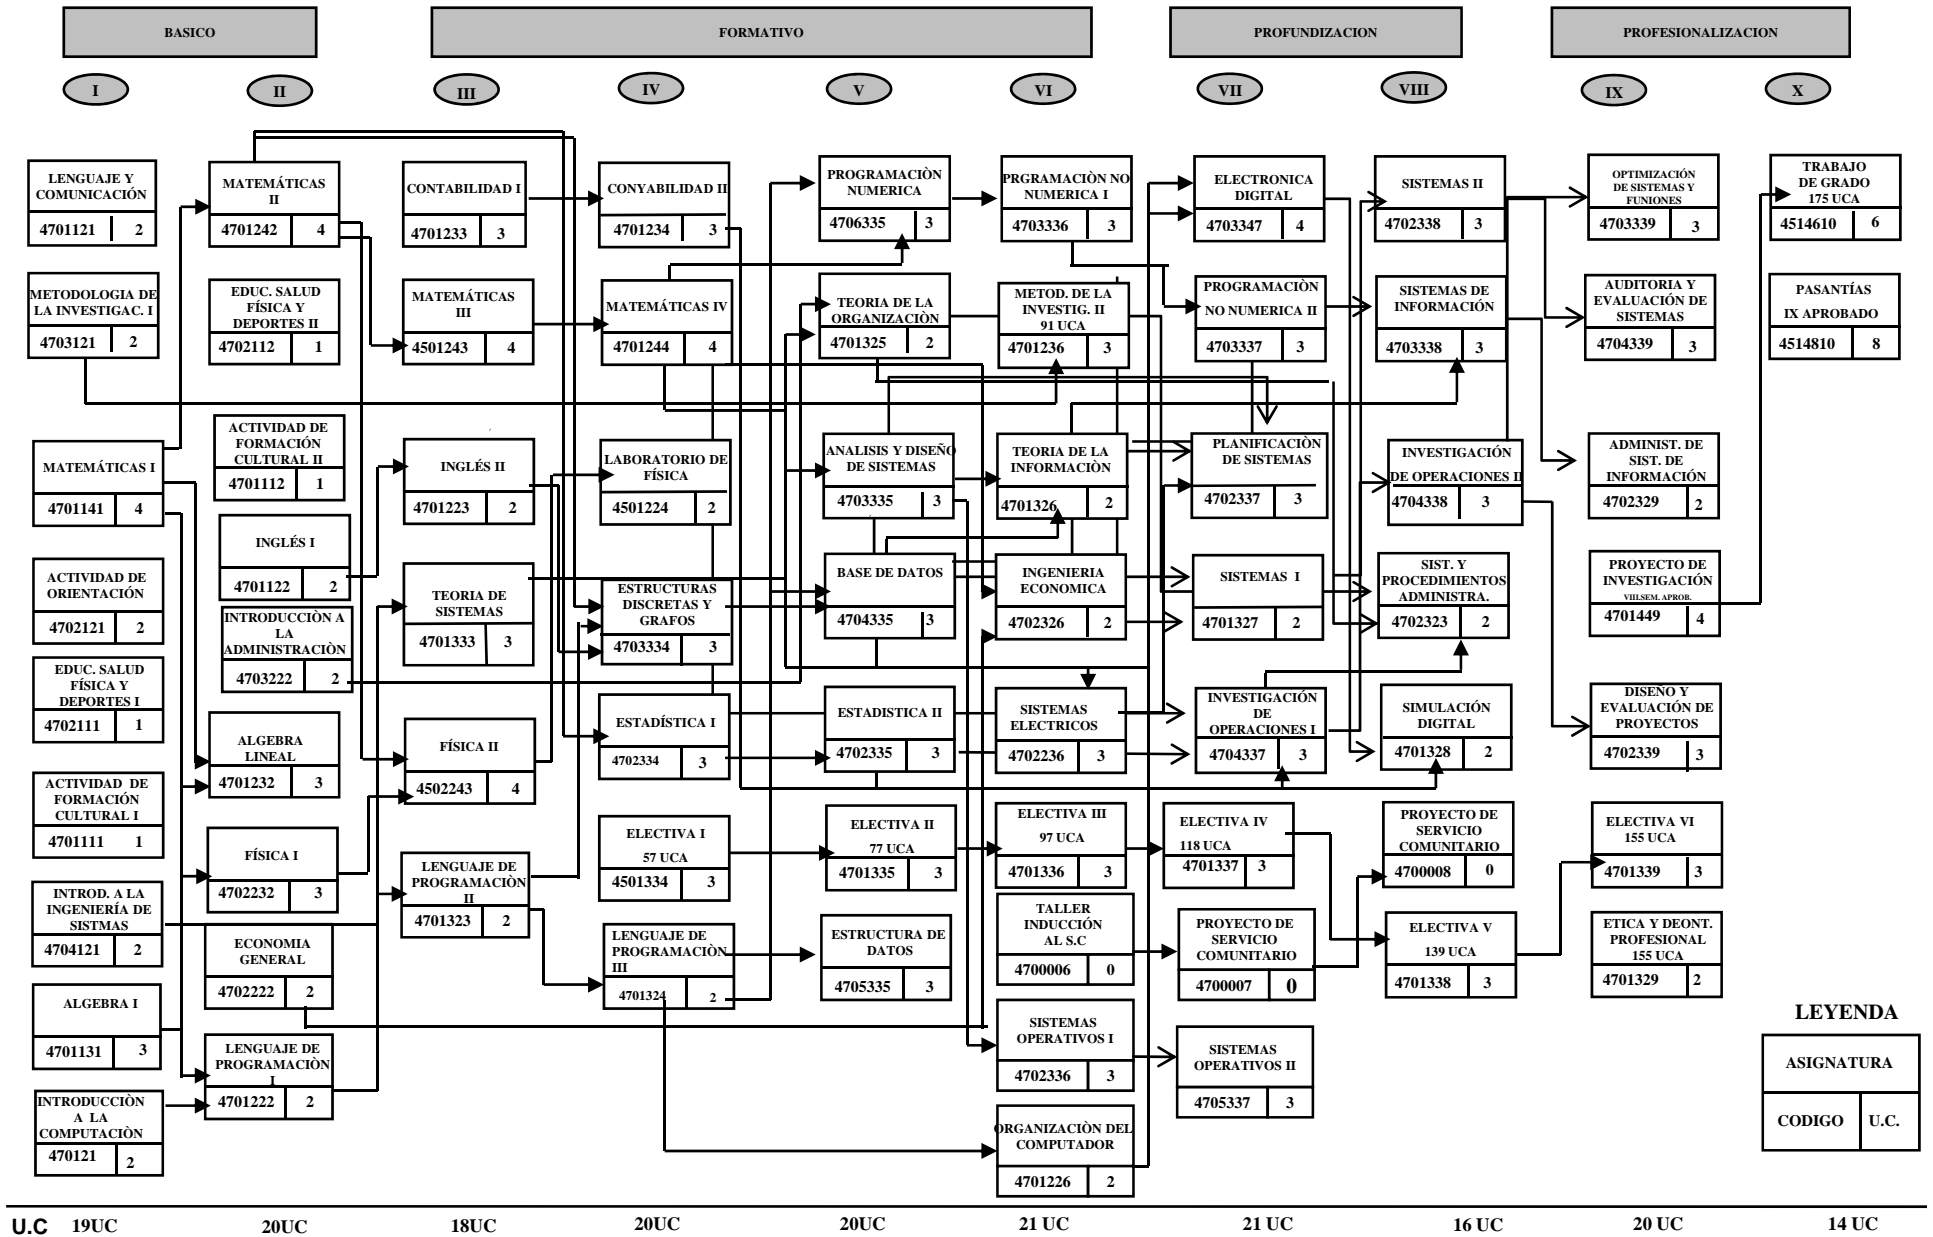 BASICO
FORMATIVO
PROFUNDIZACION
PROFESIONALIZACION
I
II
III
IV
V
VI
VII
VIII
IX
X
LENGUAJE Y
COMUNICACIÓN
4701121 2
METODOLOGIA DE
LA INVESTIGAC. I
4703121 2
MATEMÁTICAS I
4701141 4
ACTIVIDAD DE
ORIENTACIÓN
4702121 2
EDUC. SALUD
FÍSICA Y
DEPORTES I
4702111 1
ACTIVIDAD DE
FORMACIÓN
CULTURAL I
4701111 1
INTROD. A LA
INGENIERÍA DE
SISTMAS
4704121 2
ALGEBRA I
4701131 3
INTRODUCCIÒN
A LA
COMPUTACIÒN
470121 2
MATEMÁTICAS
II
4701242 4
EDUC. SALUD
FÍSICA Y
DEPORTES II
4702112 1
ACTIVIDAD DE
FORMACIÓN
CULTURAL II
4701112 1
INGLÉS I
4701122 2
INTRODUCCIÒN A
LA
ADMINISTRACIÒN
4703222 2
ALGEBRA
LINEAL
4701232 3
FÍSICA I
4702232 3
ECONOMIA
GENERAL
4702222 2
LENGUAJE DE
PROGRAMACIÒN
I
4701222 2
CONTABILIDAD I
4701233 3
MATEMÁTICAS
III
4501243 4
INGLÉS II
4701223 2
TEORIA DE
SISTEMAS
4701333 3
FÍSICA II
4502243 4
LENGUAJE DE
PROGRAMACIÒN
II
4701323 2
CONYABILIDAD II
4701234 3
MATEMÁTICAS IV
4701244 4
LABORATORIO DE
FÍSICA
4501224 2
ESTRUCTURAS
DISCRETAS Y
GRAFOS
4703334 3
ESTADÍSTICA I
4702334 3
ELECTIVA I
57 UCA
4501334 3
LENGUAJE DE
PROGRAMACIÒN
III
4701324 2
PROGRAMACIÒN
NUMERICA
4706335 3
TEORIA DE LA
ORGANIZACIÒN
4701325 2
ANALISIS Y DISEÑO
DE SISTEMAS
4703335 3
BASE DE DATOS
4704335 3
ESTADISTICA II
4702335 3
ELECTIVA II
77 UCA
4701335 3
ESTRUCTURA DE
DATOS
4705335 3
PRGRAMACIÒN NO
NUMERICA I
4703336 3
METOD. DE LA
INVESTIG. II
91 UCA
4701236 3
TEORIA DE LA
INFORMACIÒN
4701326 2
INGENIERIA
ECONOMICA
4702326 2
SISTEMAS
ELECTRICOS
4702236 3
ELECTIVA III
97 UCA
4701336 3
TALLER
INDUCCIÓN
AL S.C
4700006 0
SISTEMAS
OPERATIVOS I
4702336 3
ORGANIZACIÒN DEL
COMPUTADOR
4701226 2
ELECTRONICA
DIGITAL
4703347 4
PROGRAMACIÒN
NO NUMERICA II
4703337 3
PLANIFICACIÒN
DE SISTEMAS
4702337 3
SISTEMAS I
4701327 2
INVESTIGACIÓN
DE
OPERACIONES I
4704337 3
ELECTIVA IV
118 UCA
4701337 3
PROYECTO DE
SERVICIO
COMUNITARIO
4700007 0
SISTEMAS
OPERATIVOS II
4705337 3
SISTEMAS II
4702338 3
SISTEMAS DE
INFORMACIÓN
4703338 3
INVESTIGACIÓN
DE OPERACIONES II
4704338 3
SIST. Y
PROCEDIMIENTOS
ADMINISTRA.
4702323 2
SIMULACIÓN
DIGITAL
4701328 2
PROYECTO DE
SERVICIO
COMUNITARIO
4700008 0
ELECTIVA V
139 UCA
4701338 3
OPTIMIZACIÓN
DE SISTEMAS Y
FUNIONES
4703339 3
AUDITORIA Y
EVALUACIÓN DE
SISTEMAS
4704339 3
ADMINIST. DE
SIST. DE
INFORMACIÓN
4702329 2
PROYECTO DE
INVESTIGACIÓN
VIII.SEM. APROB.
4701449 4
DISEÑO Y
EVALUACIÓN DE
PROYECTOS
4702339 3
ELECTIVA VI
155 UCA
4701339 3
ETICA Y DEONT.
PROFESIONAL
155 UCA
4701329 2
TRABAJO
DE GRADO
175 UCA
4514610 6
PASANTÍAS
IX APROBADO
4514810 8
LEYENDA
ASIGNATURA
CODIGO U.C.
U.C 19UC 20UC 18UC 20UC 20UC 21 UC 21 UC 16 UC 20 UC 14 UC